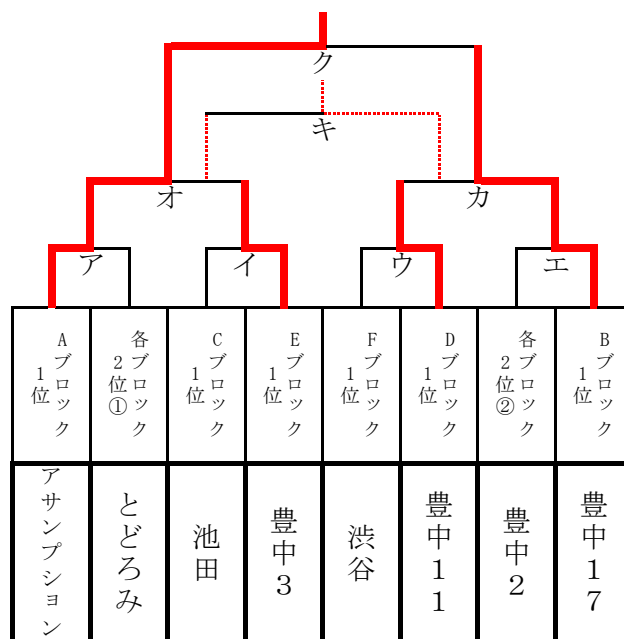 ク
キ
オ
カ
ア
イ
ウ
エ
Aブロック
1位
各ブロック
2位①
Cブロック
1位
Eブロック
1位
Fブロック
1位
Dブロック
1位
各ブロック
2位②
Bブロック
1位
アサンプション
とどろみ
池田
豊中3
渋谷
豊中11
豊中2
豊中17